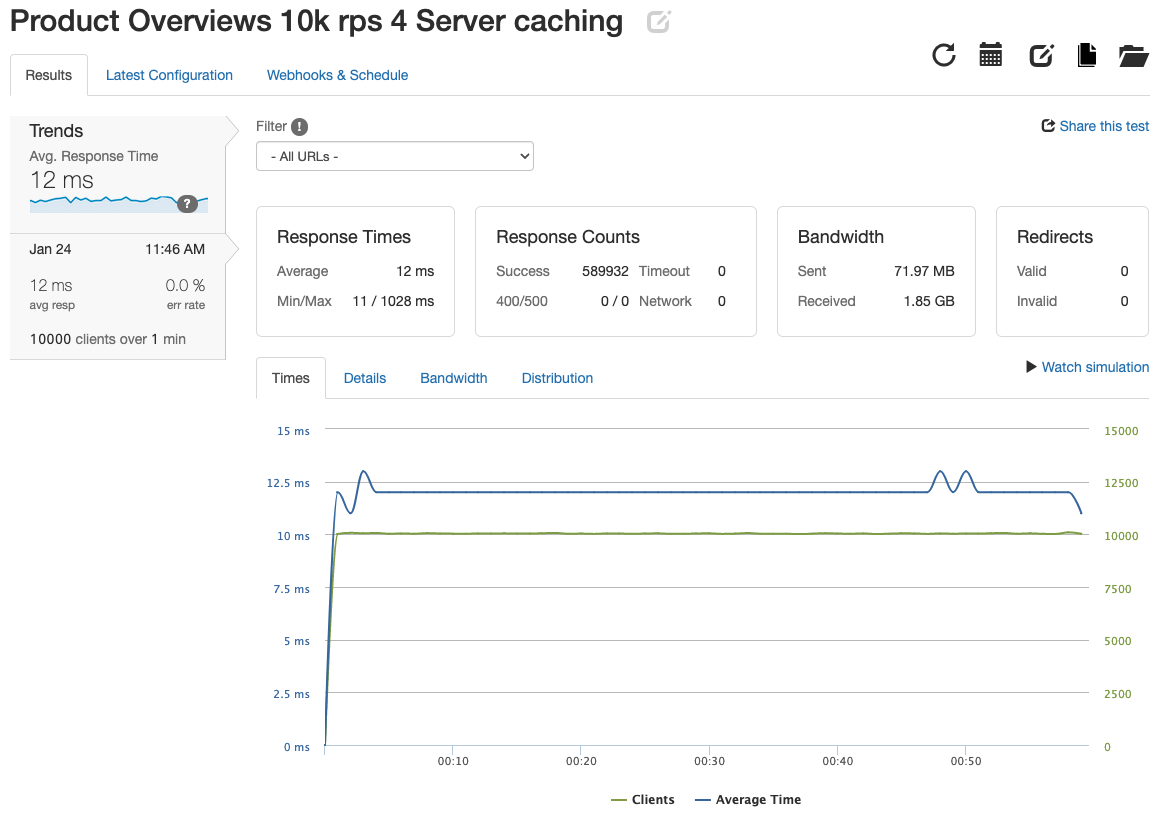 Product Overviews 10k rps 4 Server caching
Results
Latest Configuration
Webhooks & Schedule
Trends
Avg. Response Time
12 ms
?
Jan 24 11:46 AM
12 ms 0.0 %
avg resp err rate
10000 clients over 1 min
Filter !
- All URLs -
Share this test
Response Times
Average 12 ms
Min/Max 11 / 1028 ms
Response Counts
Success 589932 Timeout 0
400/500 0 / 0 Network 0
Bandwidth
Sent 71.97 MB
Received 1.85 GB
Redirects
Valid 0
Invalid 0
Times
Details
Bandwidth
Distribution
Watch simulation
15 ms 15000
12.5 ms 12500
10 ms 10000
7.5 ms 7500
5 ms 5000
2.5 ms 2500
0 ms 0
00:10 00:20 00:30 00:40 00:50
Clients Average Time